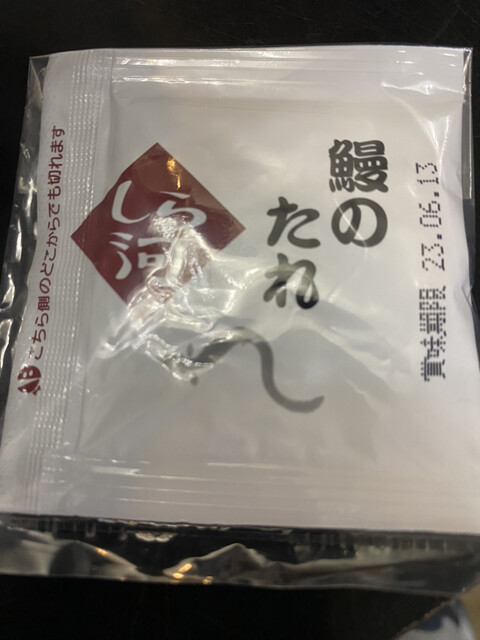 鰻の
たれ
しら
河
賞味期限 23.06.13
こちら側のどこからでも切れます